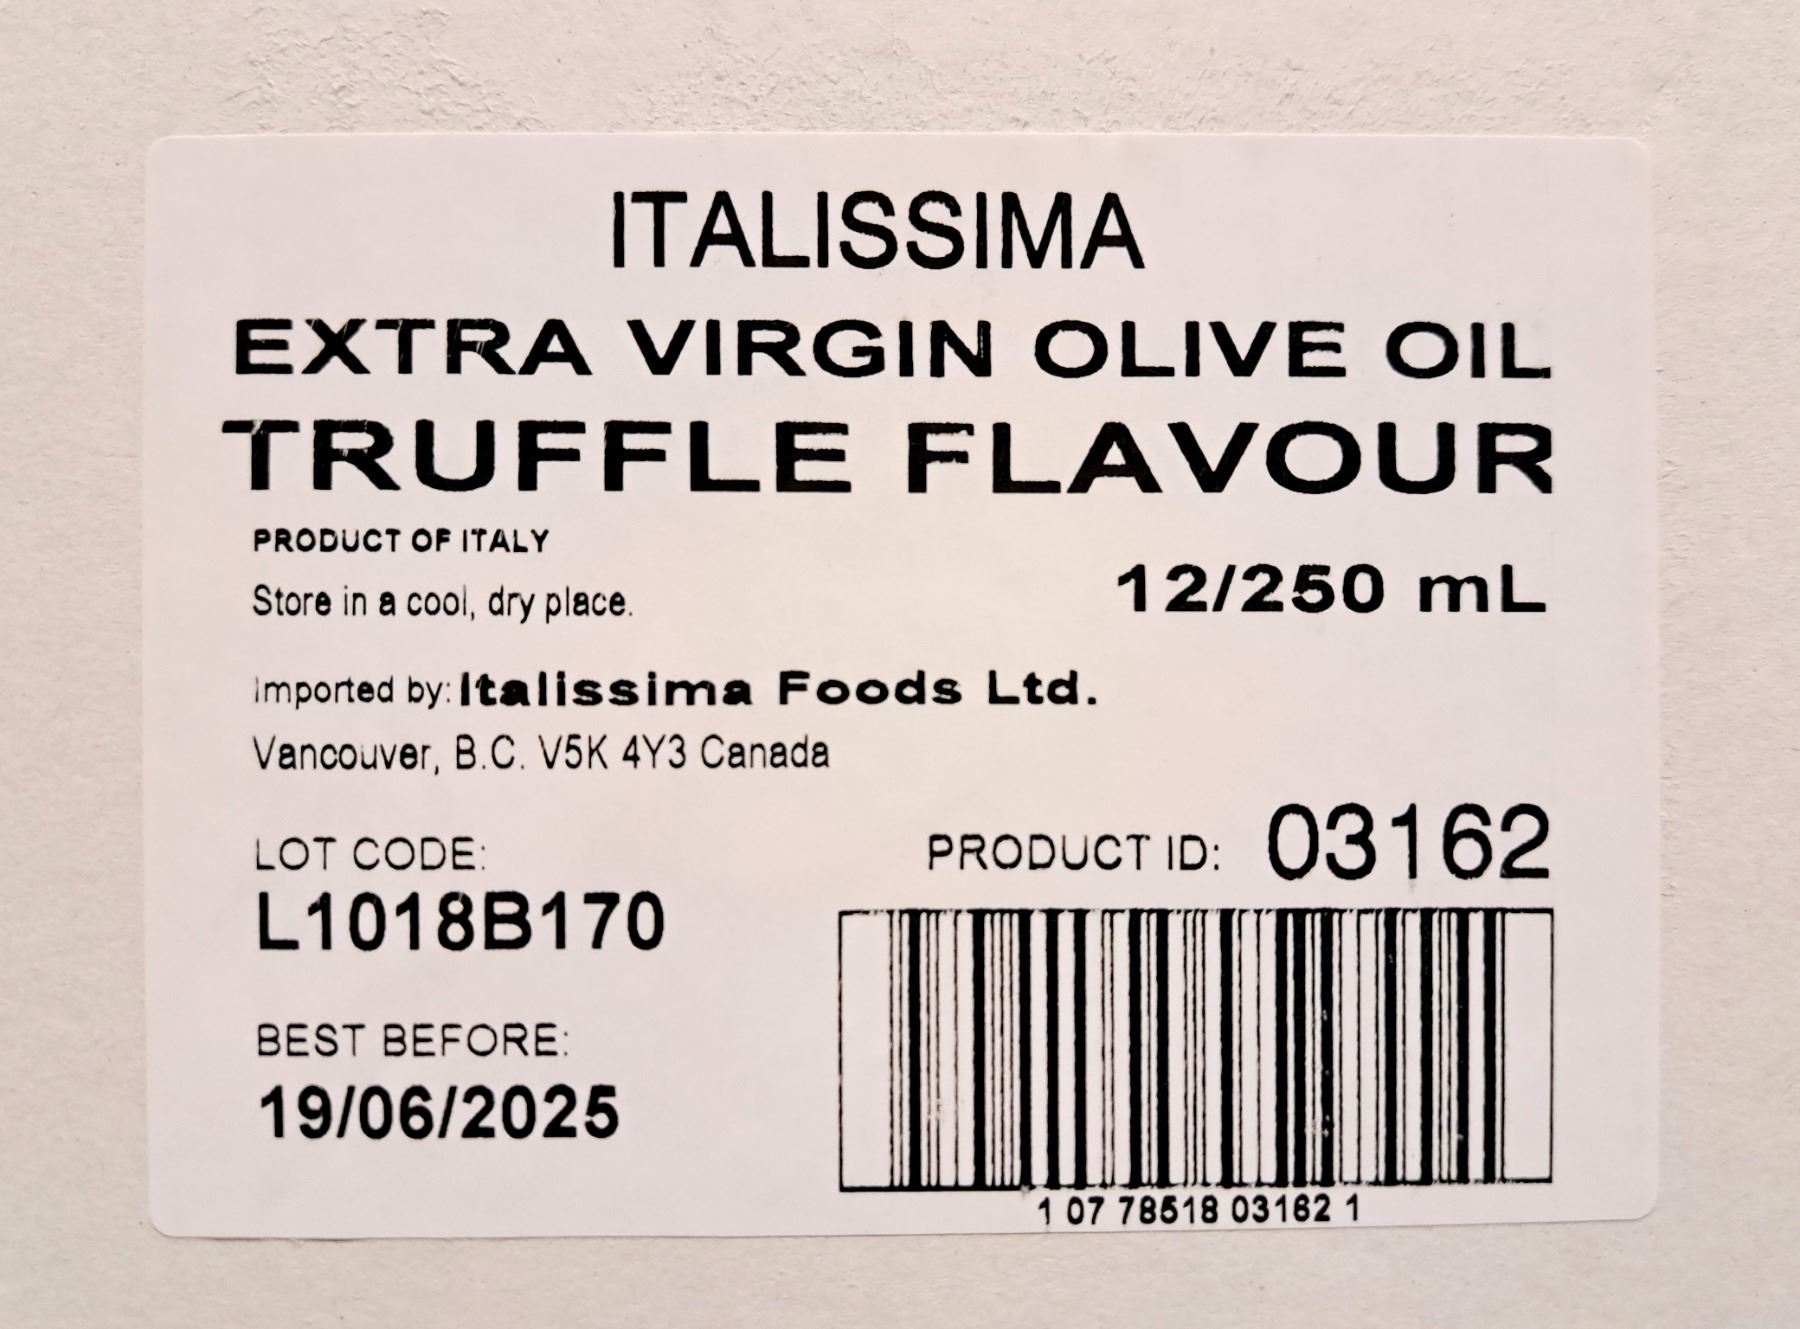 ITALISSIMA
EXTRA VIRGIN OLIVE OIL
TRUFFLE FLAVOUR
PRODUCT OF ITALY
12/250 mL
Store in a cool, dry place.
Imported by: Italissima Foods Ltd.
Vancouver, B.C. V5K 4Y3 Canada
LOT CODE:
L1018B170
PRODUCT ID: 03162
BEST BEFORE:
19/06/2025
1 07 78518 03162 1